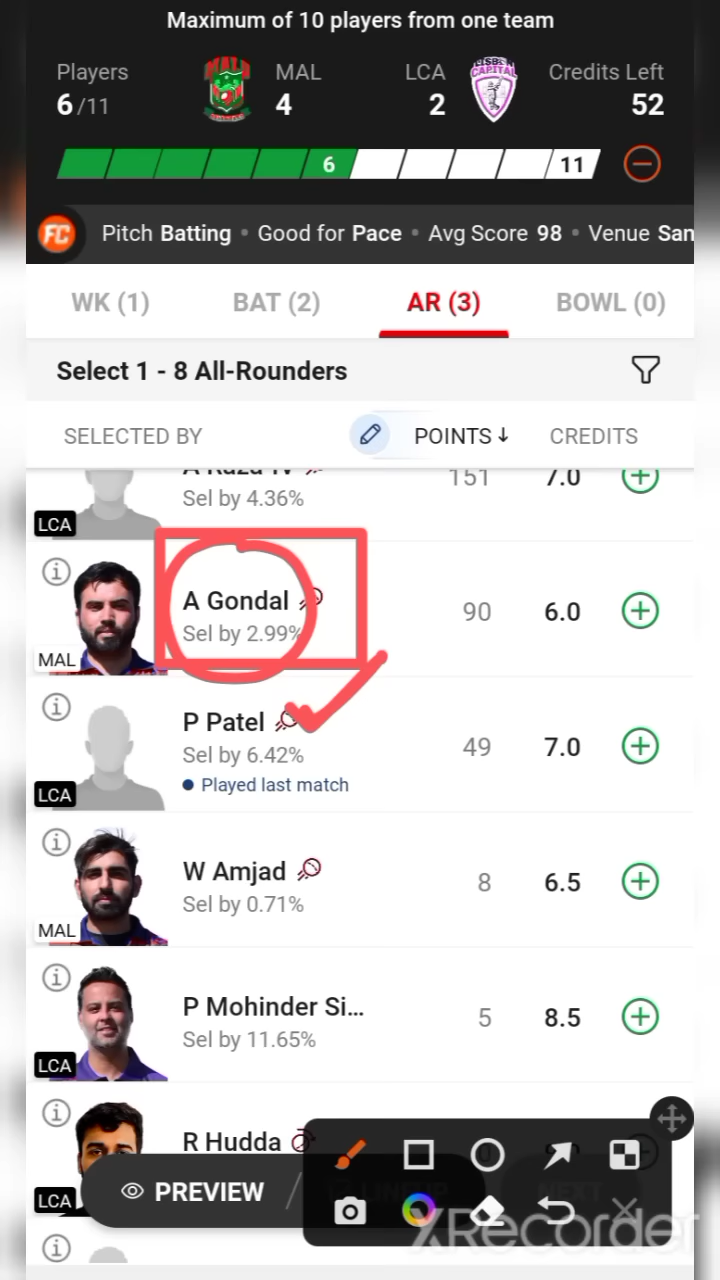 Maximum of 10 players from one team
Players MAL LCA Credits Left
6/11 4 2 52
6 11
FC Pitch Batting • Good for Pace • Avg Score 98 • Venue San
WK (1) BAT (2) AR (3) BOWL (0)
Select 1 - 8 All-Rounders
SELECTED BY POINTS↓ CREDITS
A Raza IV 151 7.0
Sel by 4.36%
LCA
A Gondal 90 6.0
Sel by 2.99%
MAL
P Patel 49 7.0
Sel by 6.42%
• Played last match
LCA
W Amjad 8 6.5
Sel by 0.71%
MAL
P Mohinder Si... 5 8.5
Sel by 11.65%
LCA
R Hudda
LCA
PREVIEW / LINEUP NEXT
XRecorder